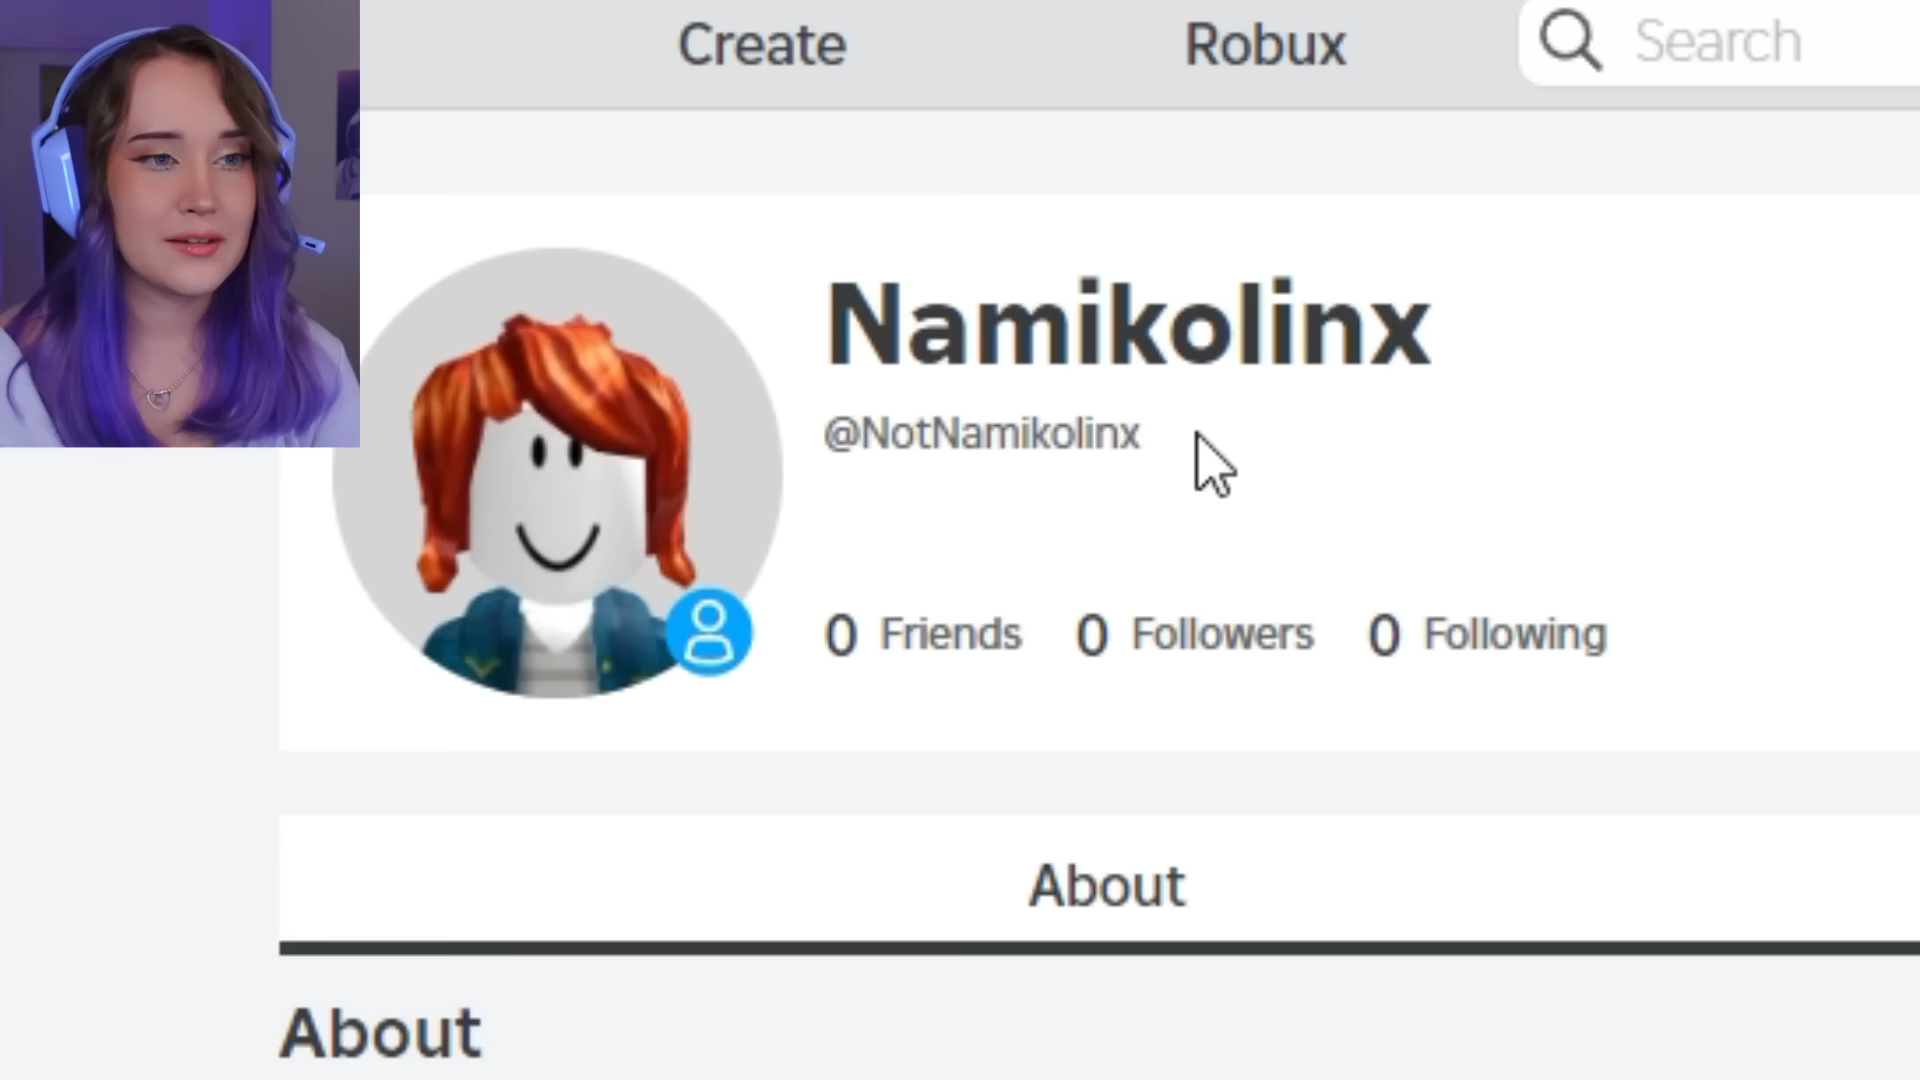 Create Robux Search
Namikolinx
@NotNamikolinx
0 Friends 0 Followers 0 Following
About
About